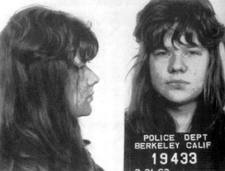 POLICE DEPT
BERKELEY CALIF
19433